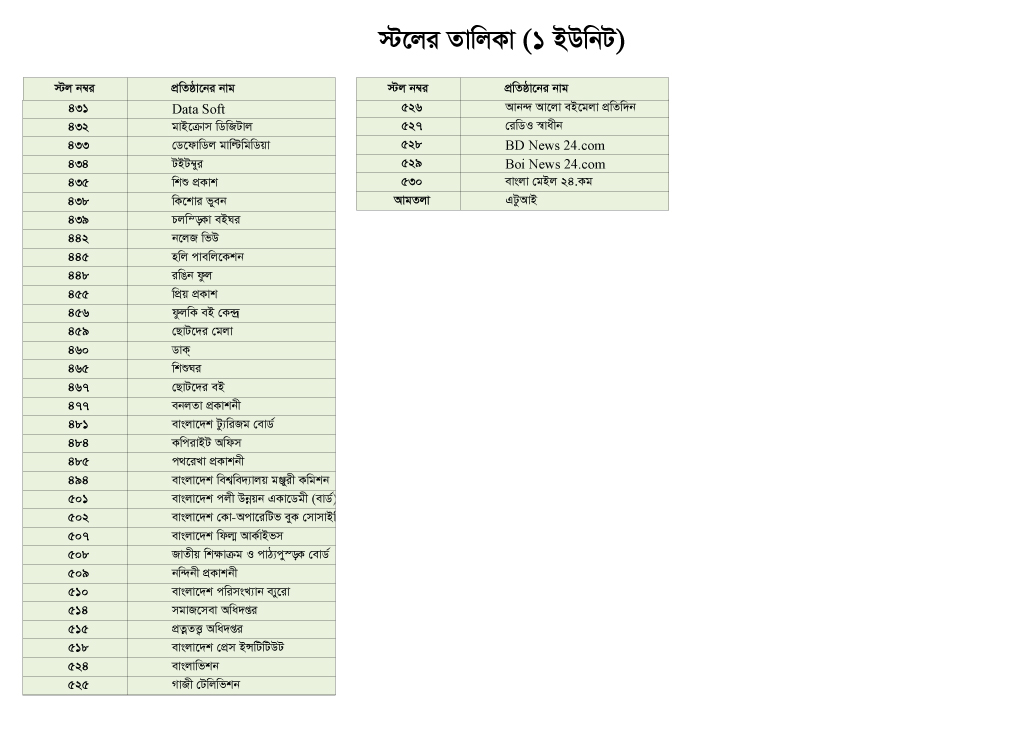 স্টলের তালিকা (১ ইউনিট)
স্টল নম্বর প্রতিষ্ঠানের নাম
৪৩১ Data Soft
৪৩২ মাইক্রোস ডিজিটাল
৪৩৩ ডেফোডিল মাল্টিমিডিয়া
৪৩৪ টইটম্বুর
৪৩৫ শিশু প্রকাশ
৪৩৮ কিশোর ভুবন
৪৩৯ চলম্ড়িকা বইঘর
৪৪২ নলেজ ভিউ
৪৪৫ হলি পাবলিকেশন
৪৪৮ রঙিন ফুল
৪৫৫ প্রিয় প্রকাশ
৪৫৬ ফুলকি বই কেন্দ্র
৪৫৯ ছোটদের মেলা
৪৬০ ডাক্
৪৬৫ শিশুঘর
৪৬৭ ছোটদের বই
৪৭৭ বনলতা প্রকাশনী
৪৮১ বাংলাদেশ ট্যুরিজম বোর্ড
৪৮৪ কপিরাইট অফিস
৪৮৫ পথরেখা প্রকাশনী
৪৯৪ বাংলাদেশ বিশ্ববিদ্যালয় মঞ্জুরী কমিশন
৫০১ বাংলাদেশ পলী উন্নয়ন একাডেমী (বার্ড)
৫০২ বাংলাদেশ কো-অপারেটিভ বুক সোসাই
৫০৭ বাংলাদেশ ফিল্ম আর্কাইভস
৫০৮ জাতীয় শিক্ষাক্রম ও পাঠ্যপুস্ড়ক বোর্ড
৫০৯ নন্দিনী প্রকাশনী
৫১০ বাংলাদেশ পরিসংখ্যান ব্যুরো
৫১৪ সমাজসেবা অধিদপ্তর
৫১৫ প্রত্নতত্ত্ব অধিদপ্তর
৫১৮ বাংলাদেশ প্রেস ইন্সটিটিউট
৫২৪ বাংলাভিশন
৫২৫ গাজী টেলিভিশন
স্টল নম্বর প্রতিষ্ঠানের নাম
৫২৬ আনন্দ আলো বইমেলা প্রতিদিন
৫২৭ রেডিও স্বাধীন
৫২৮ BD News 24.com
৫২৯ Boi News 24.com
৫৩০ বাংলা মেইল ২৪.কম
আমতলা এটুআই